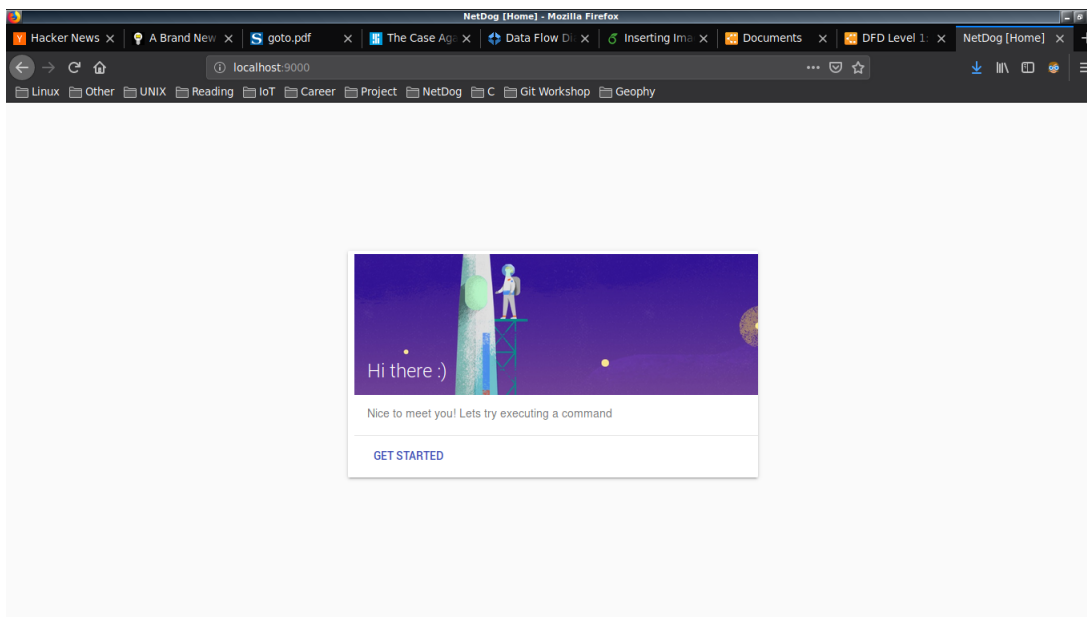 NetDog [Home] - Mozilla Firefox
Hacker News A Brand New goto.pdf The Case Aga Data Flow Di Inserting Ima Documents DFD Level 1: NetDog [Home]
localhost:9000
Linux Other UNIX Reading IoT Career Project NetDog C Git Workshop Geophy
Hi there :)
Nice to meet you! Lets try executing a command
GET STARTED